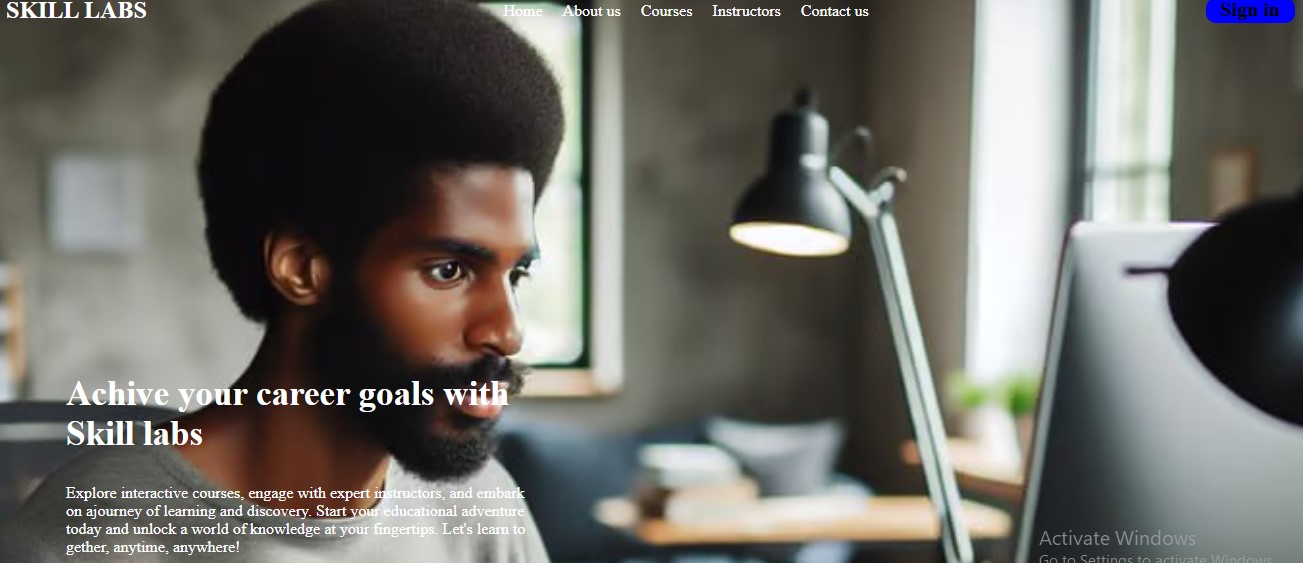 SKILL LABS
Home About us Courses Instructors Contact us
Sign in
Achive your career goals with
Skill labs
Explore interactive courses, engage with expert instructors, and embark
on ajourney of learning and discovery. Start your educational adventure
today and unlock a world of knowledge at your fingertips. Let's learn to
gether, anytime, anywhere!
Activate Windows
Go to Settings to activate Windows.